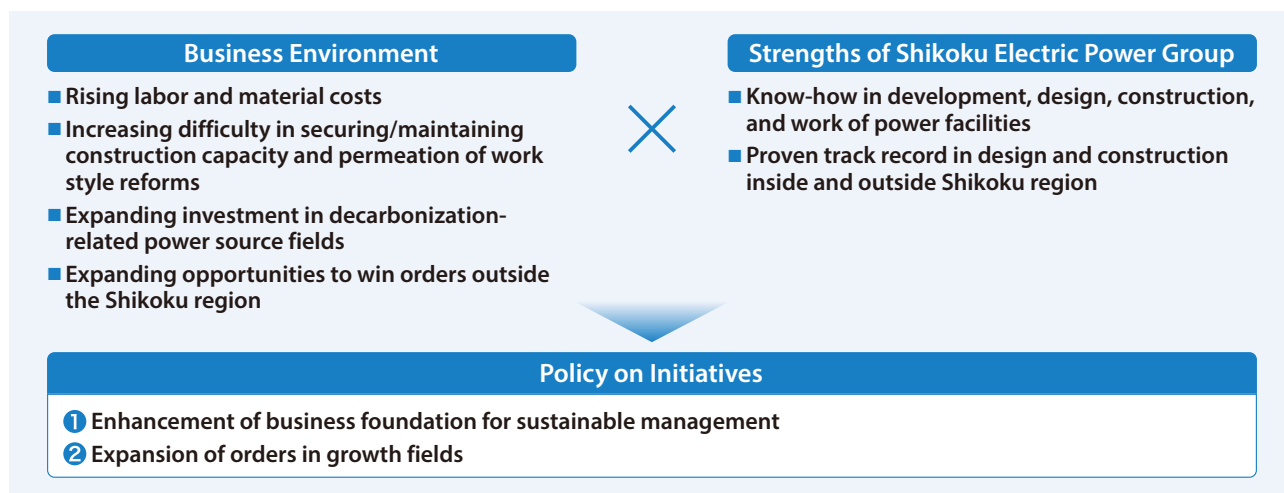 Business Environment
■ Rising labor and material costs
■ Increasing difficulty in securing/maintaining
construction capacity and permeation of work
style reforms
■ Expanding investment in decarbonization-
related power source fields
■ Expanding opportunities to win orders outside
the Shikoku region
Strengths of Shikoku Electric Power Group
■ Know-how in development, design, construction,
and work of power facilities
■ Proven track record in design and construction
inside and outside Shikoku region
Policy on Initiatives
❶ Enhancement of business foundation for sustainable management
❷ Expansion of orders in growth fields